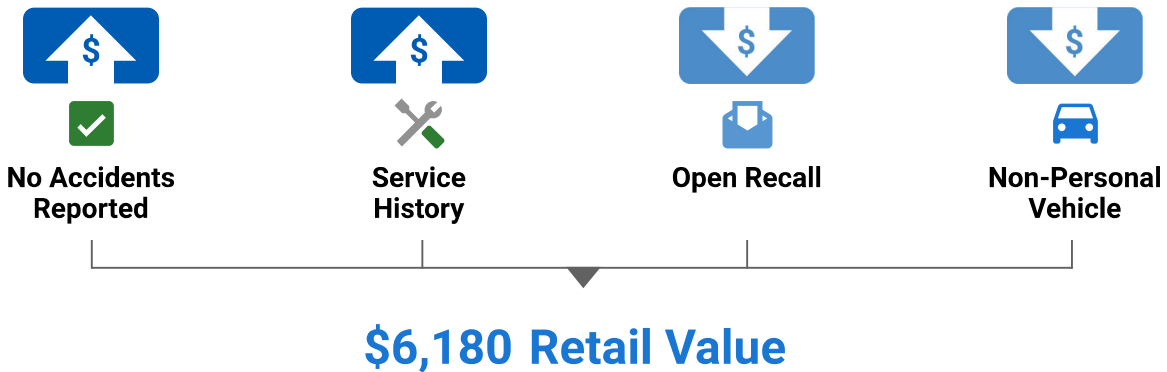 $ $ $ $
No Accidents Service Open Recall Non-Personal
Reported History Vehicle
$6,180 Retail Value